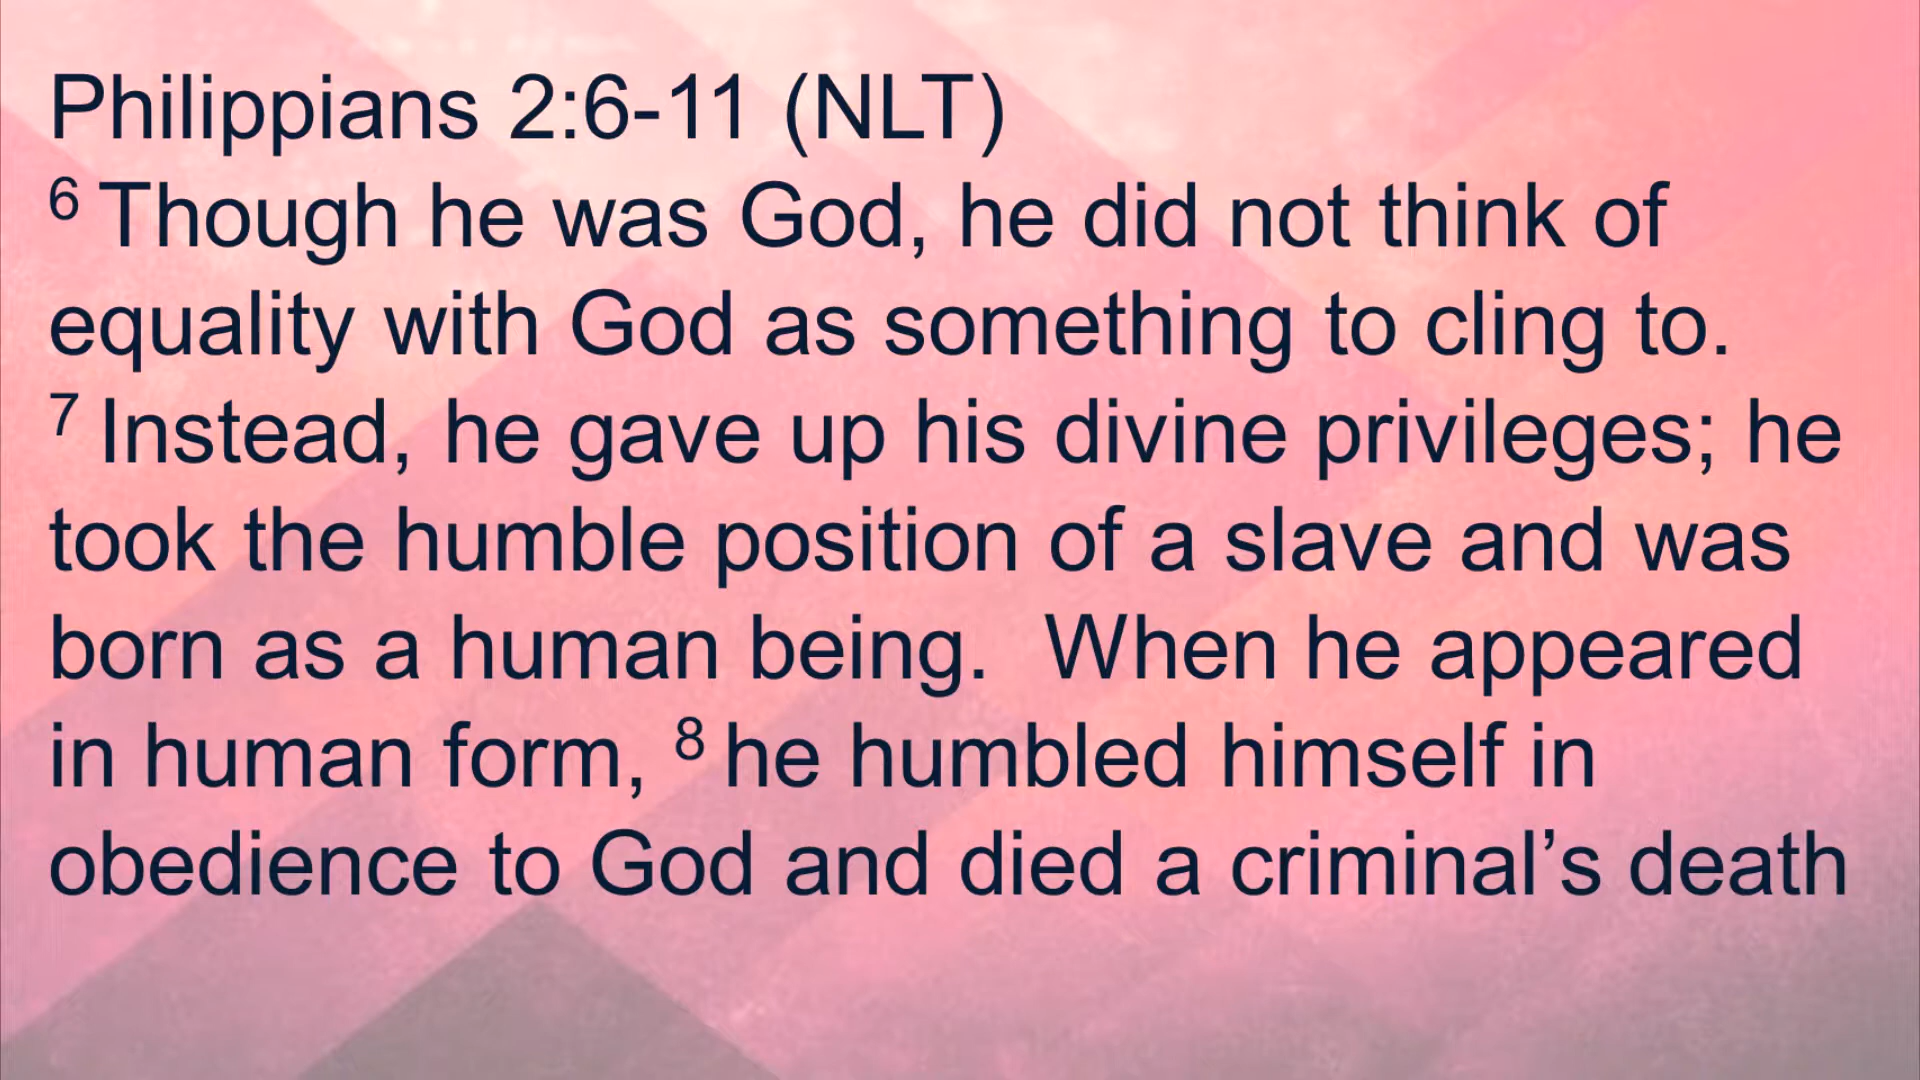 Philippians 2:6-11 (NLT)
6 Though he was God, he did not think of
equality with God as something to cling to.
7 Instead, he gave up his divine privileges; he
took the humble position of a slave and was
born as a human being.  When he appeared
in human form, 8 he humbled himself in
obedience to God and died a criminal’s death